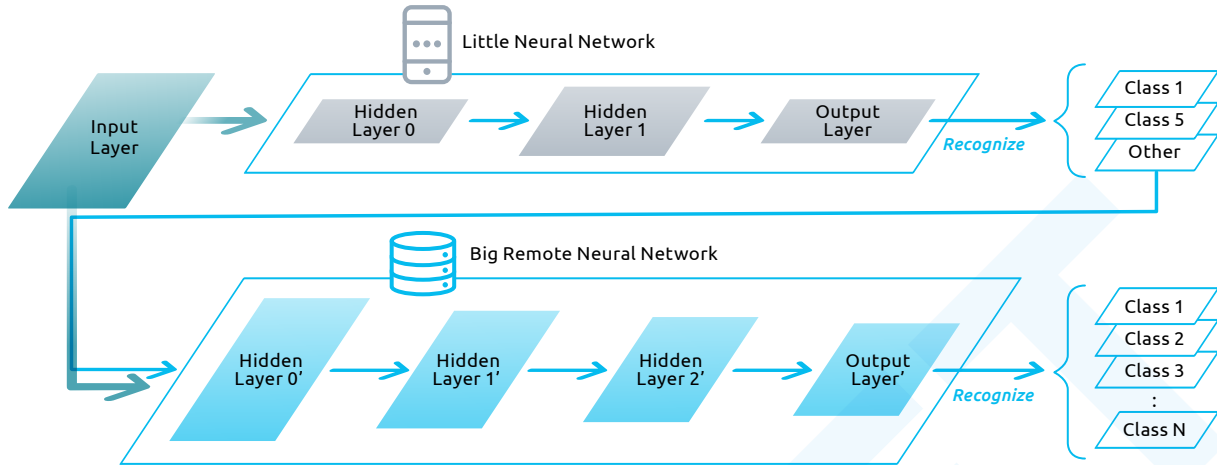 Little Neural Network
Input
Layer
Hidden
Layer 0
Hidden
Layer 1
Output
Layer
Recognize
Class 1
Class 5
Other
Big Remote Neural Network
Hidden
Layer 0’
Hidden
Layer 1’
Hidden
Layer 2’
Output
Layer’
Recognize
Class 1
Class 2
Class 3
:
Class N